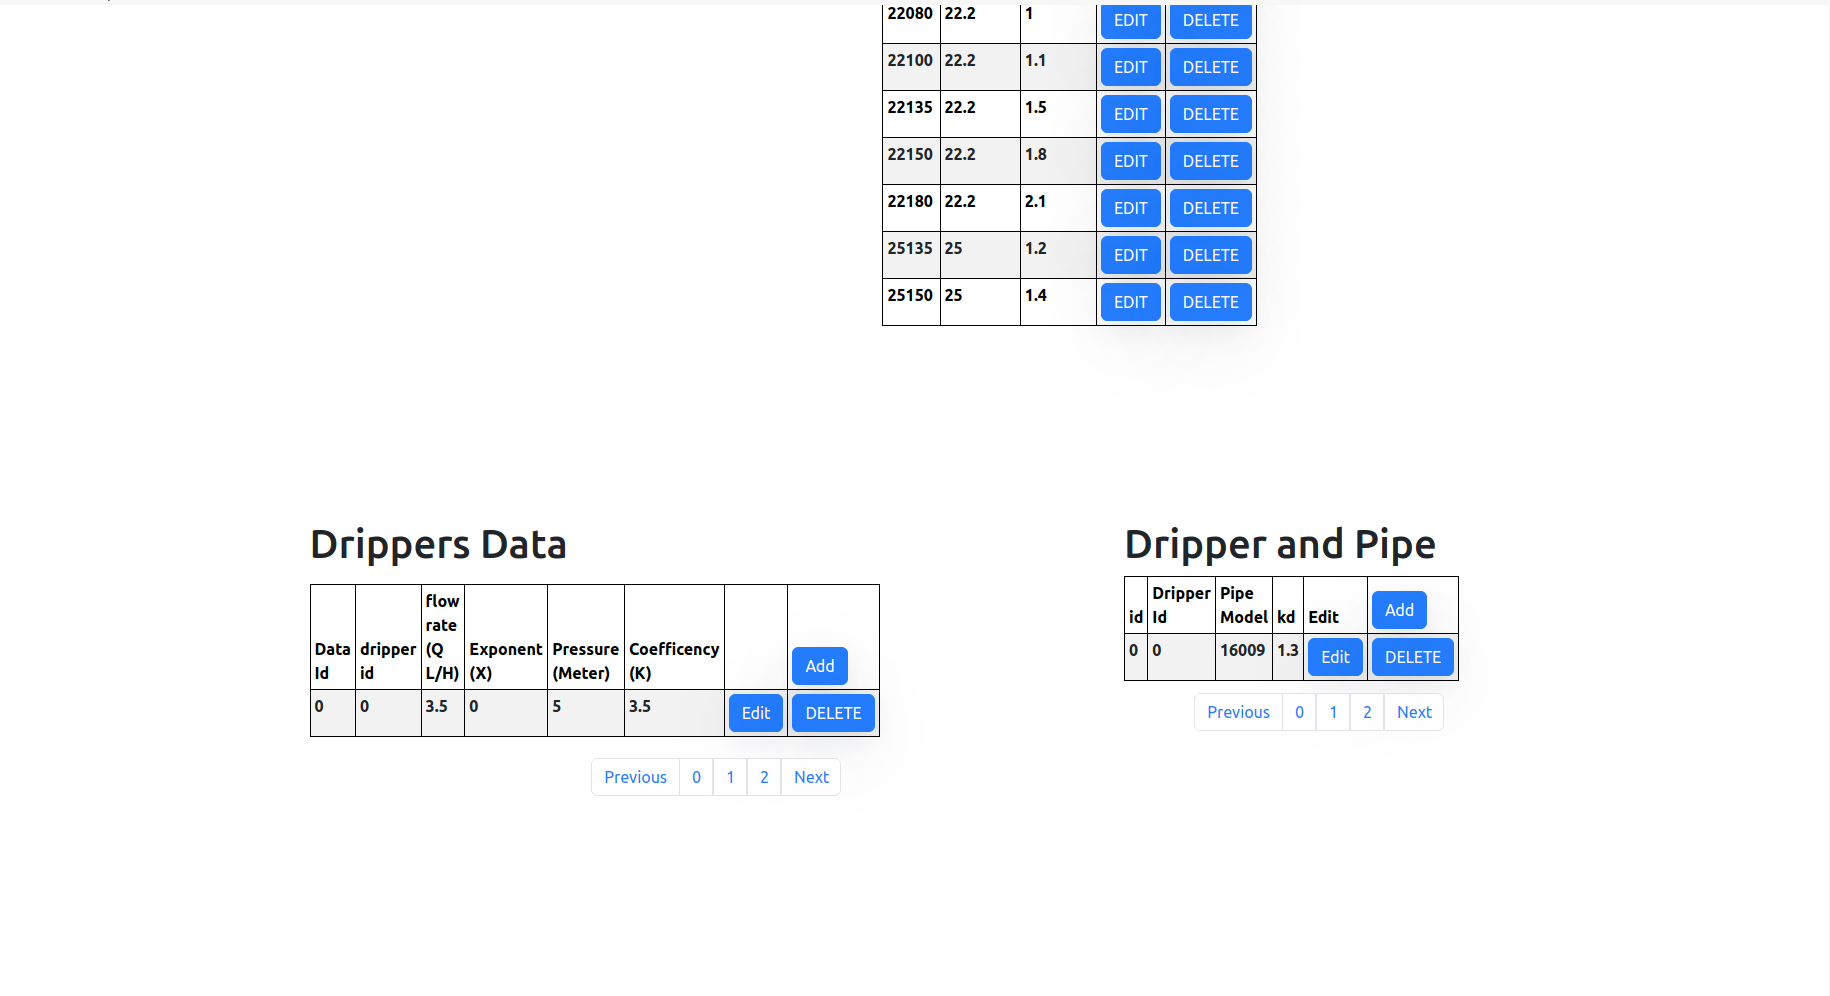 22080 22.2 1 EDIT DELETE
22100 22.2 1.1 EDIT DELETE
22135 22.2 1.5 EDIT DELETE
22150 22.2 1.8 EDIT DELETE
22180 22.2 2.1 EDIT DELETE
25135 25 1.2 EDIT DELETE
25150 25 1.4 EDIT DELETE
Drippers Data
flow
rate
Data dripper (Q Exponent Pressure Coefficency
Id id L/H) (X) (Meter) (K) Add
0 0 3.5 0 5 3.5 Edit DELETE
Previous 0 1 2 Next
Dripper and Pipe
Dripper Pipe
id Id Model kd Edit Add
0 0 16009 1.3 Edit DELETE
Previous 0 1 2 Next